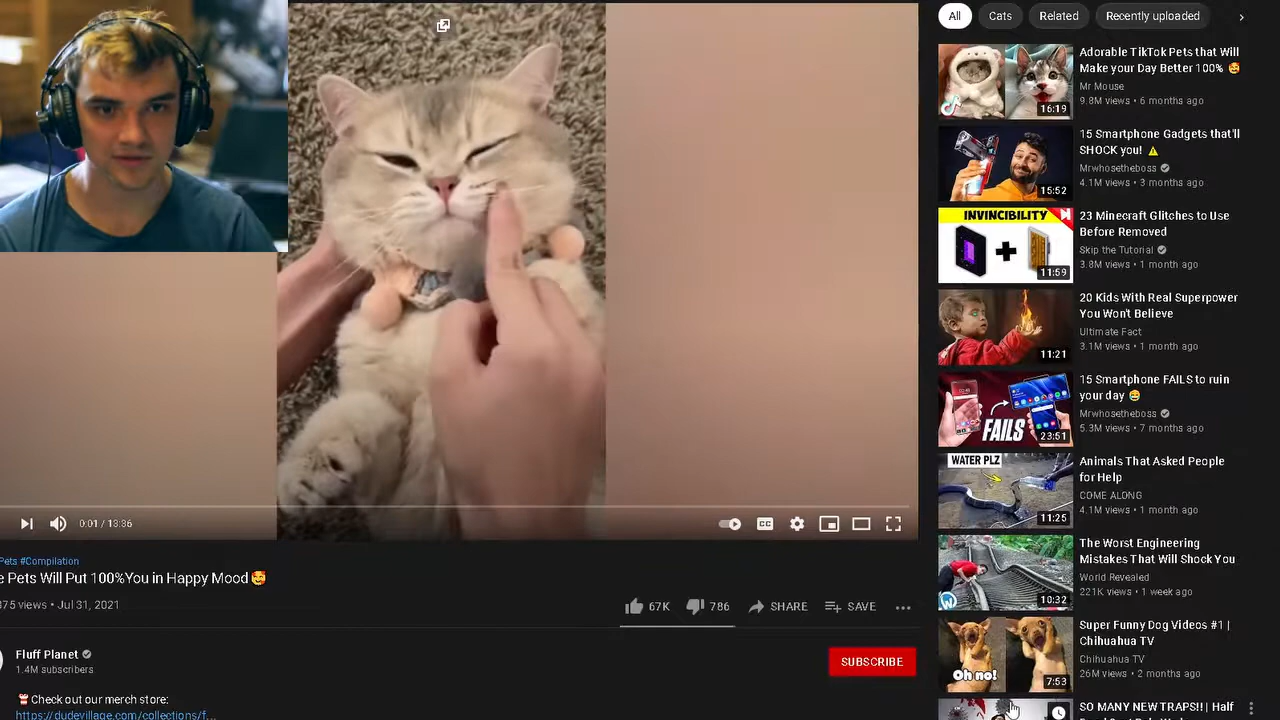 0:01 / 13:36
CC
Pets #Compilation
e Pets Will Put 100%You in Happy Mood🥰
375 views • Jul 31, 2021
67K
786
SHARE
SAVE
Fluff Planet
1.4M subscribers
SUBSCRIBE
Check out our merch store:
https://dudevillage.com/collections/f...
All
Cats
Related
Recently uploaded
16:19
Adorable TikTok Pets that Will
Make your Day Better 100% 🥰
Mr Mouse
9.8M views • 6 months ago
15:52
15 Smartphone Gadgets that'll
SHOCK you! ⚠
Mrwhosetheboss
4.1M views • 3 months ago
INVINCIBILITY
11:59
23 Minecraft Glitches to Use
Before Removed
Skip the Tutorial
3.8M views • 1 month ago
11:21
20 Kids With Real Superpower
You Won't Believe
Ultimate Fact
3.1M views • 1 month ago
FAILS
23:51
15 Smartphone FAILS to ruin
your day 😅
Mrwhosetheboss
5.3M views • 7 months ago
WATER PLZ
11:25
Animals That Asked People
for Help
COME ALONG
4.1M views • 1 month ago
W
10:32
The Worst Engineering
Mistakes That Will Shock You
World Revealed
221K views • 1 week ago
Oh no!
7:53
Super Funny Dog Videos #1 |
Chihuahua TV
Chihuahua TV
26M views • 2 months ago
SO MANY NEW TRAPS!! | Half